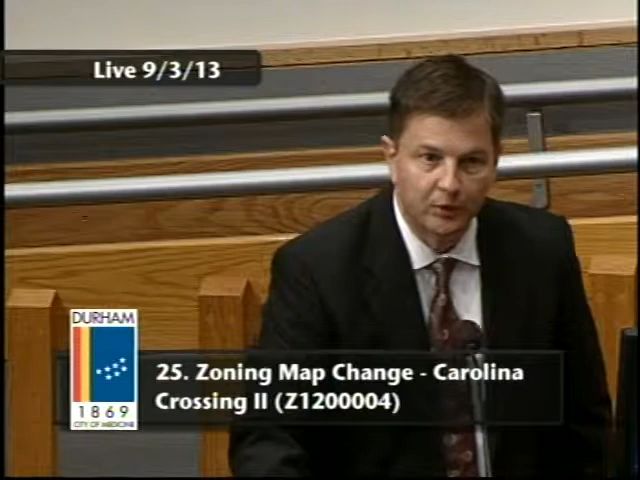 Live 9/3/13
DURHAM
1869
CITY OF MEDICINE
25. Zoning Map Change - Carolina
Crossing II (Z1200004)